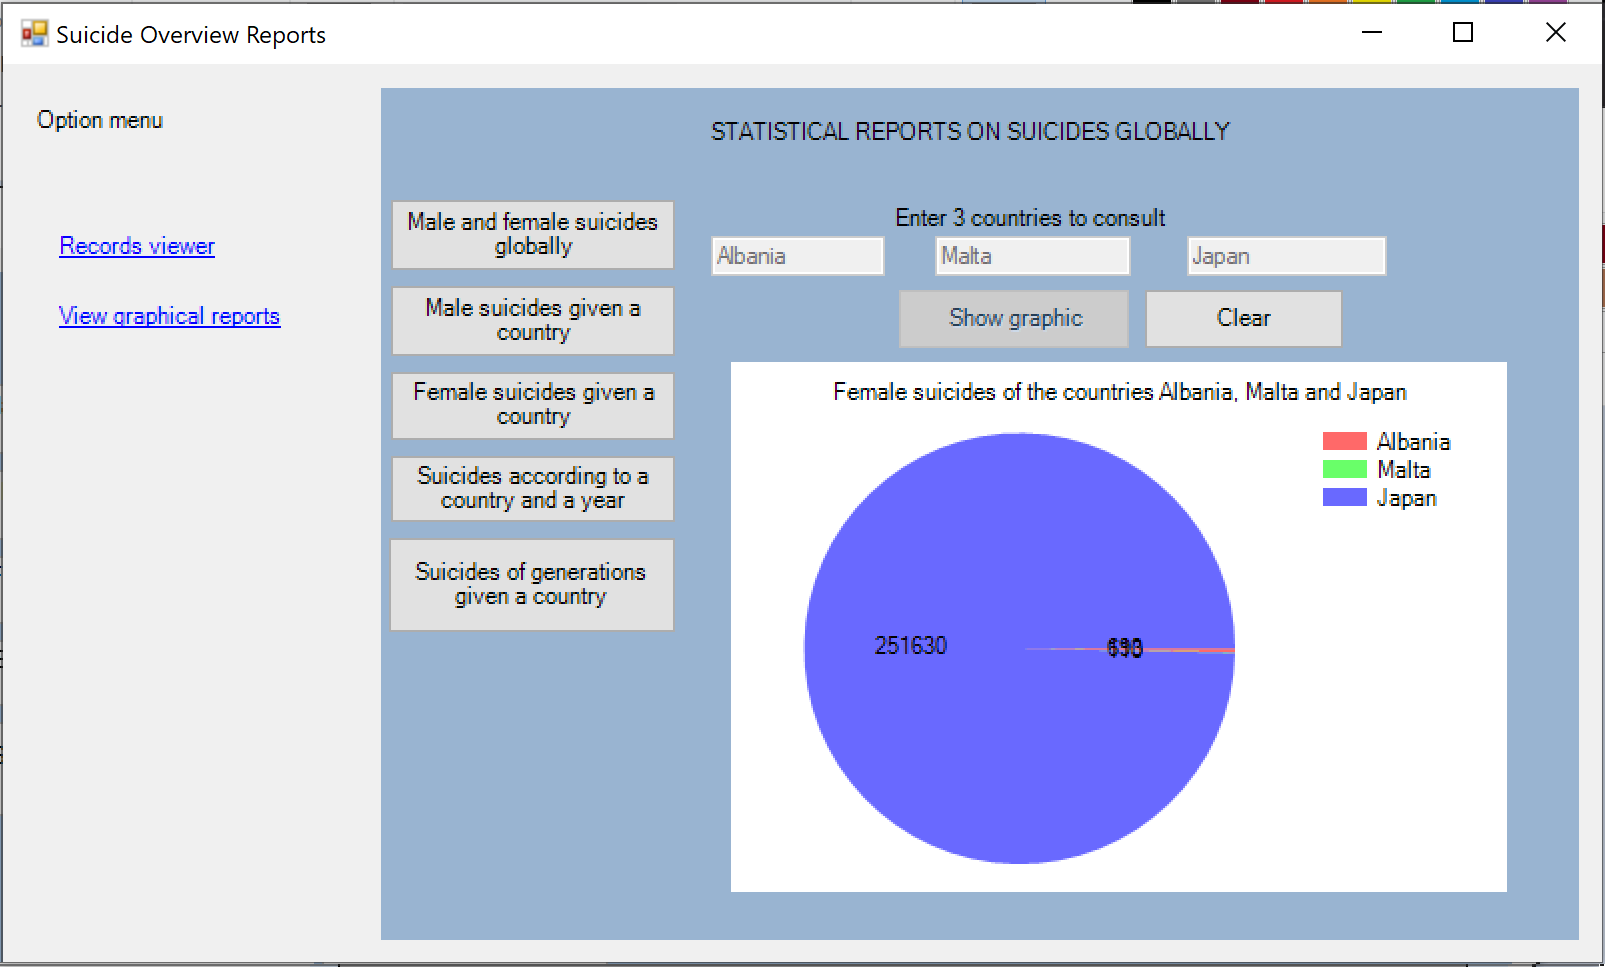 Suicide Overview Reports
Option menu
Records viewer
View graphical reports
STATISTICAL REPORTS ON SUICIDES GLOBALLY
Male and female suicides
globally
Male suicides given a
country
Female suicides given a
country
Suicides according to a
country and a year
Suicides of generations
given a country
Enter 3 countries to consult
Albania
Malta
Japan
Show graphic
Clear
Female suicides of the countries Albania, Malta and Japan
Albania
Malta
Japan
251630